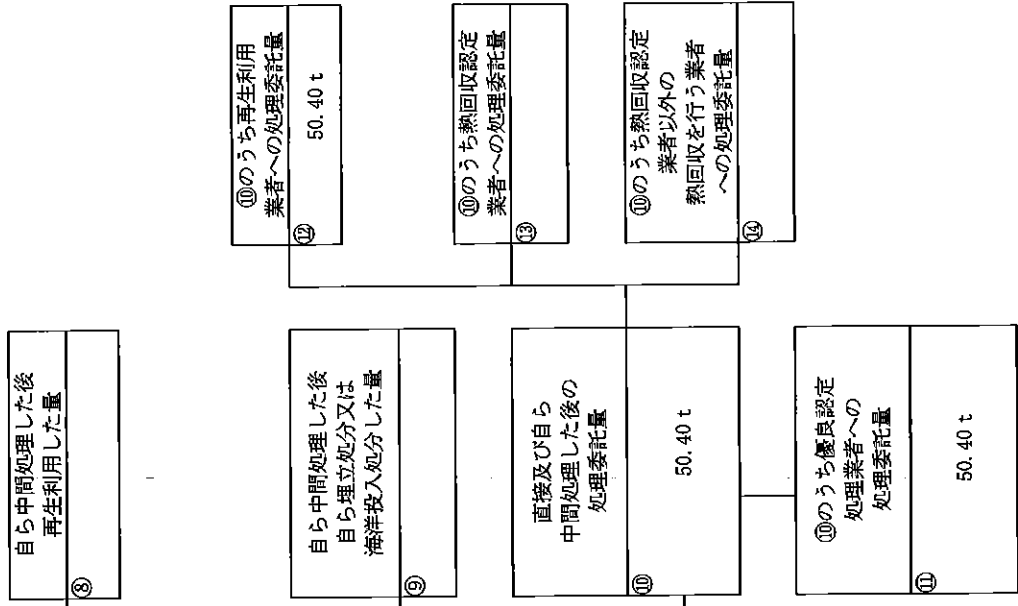 自ら中間処理した後
再生利用した量
⑧
自ら中間処理した後
自ら埋立処分又は
海洋投入処分した量
⑨
直接及び自ら
中間処理した後の
処理委託量
⑩
50.40 t
⑩のうち優良認定
処理業者への
処理委託量
⑪
50.40 t
⑩のうち再生利用
業者への処理委託量
⑫
50.40 t
⑩のうち熱回収認定
業者への処理委託量
⑬
⑩のうち熱回収認定
業者以外の
熱回収を行う業者
への処理委託量
⑭